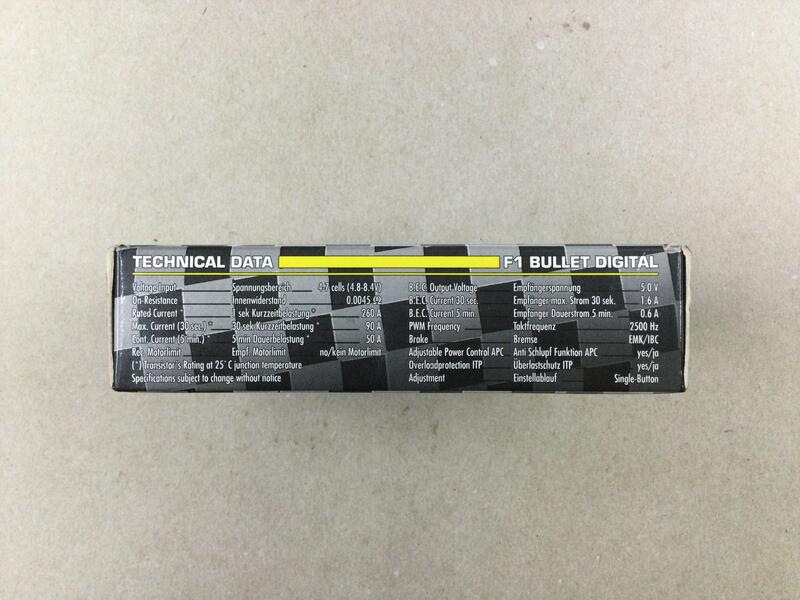 TECHNICAL DATA F1 BULLET DIGITAL
Voltage Input Spannungsbereich 4-7 cells (4.8-8.4V)
On-Resistance Innenwiderstand 0.0045 Ω
Rated Current * 1 sek Kurzzeitbelastung * 260 A
Max. Current (30 sec.) * 30 sek Kurzzeitbelastung * 90 A
Cont. Current (5 min.) * 5 min Dauerbelastung * 50 A
Rec. Motorlimit Empf. Motorlimit no/kein Motorlimit
(*) Transistor's Rating at 25°C junction temperature
Specifications subject to change without notice
B.E.C. Output Voltage Empfängerspannung 5.0 V
B.E.C. Current 30 sec. Empfänger max. Strom 30 sek. 1.6 A
B.E.C. Current 5 min. Empfänger Dauerstrom 5 min. 0.6 A
PWM Frequency Taktfrequenz 2500 Hz
Brake Bremse EMK/IBC
Adjustable Power Control APC Anti Schlupf Funktion APC yes/ja
Overloadprotection ITP Überlastschutz ITP yes/ja
Adjustment Einstellablauf Single-Button